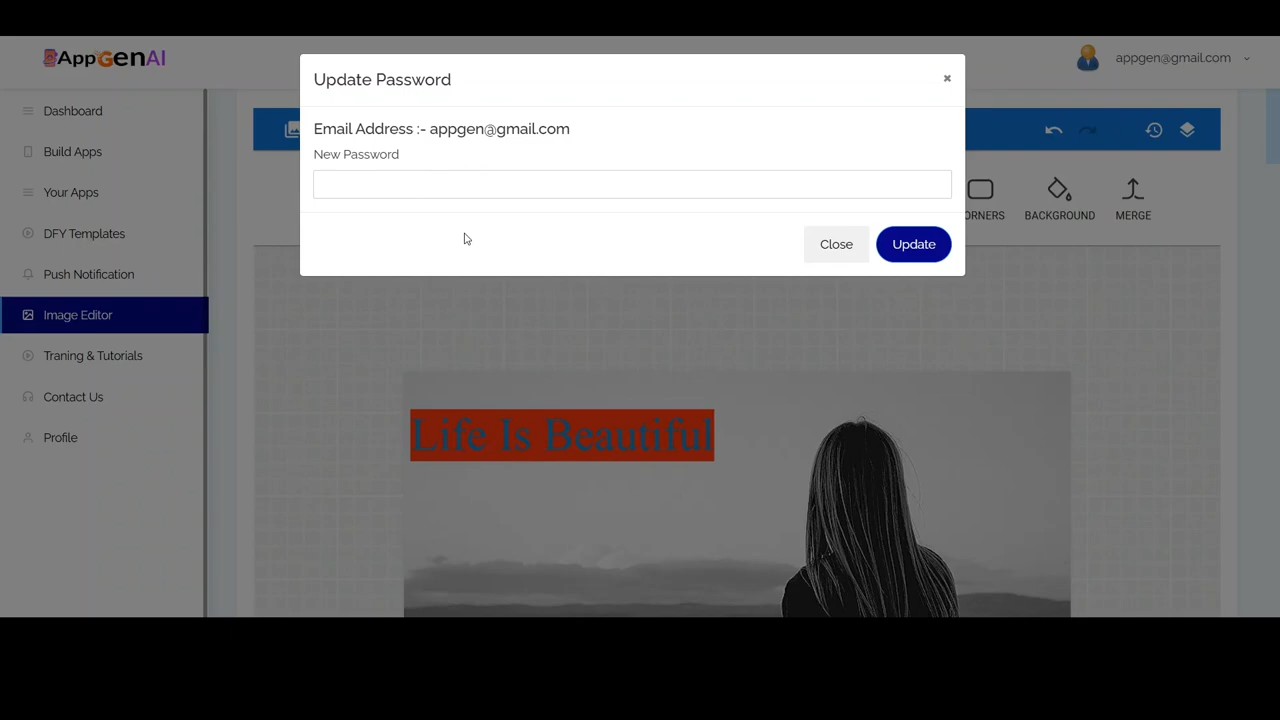 AppGenAI
appgen@gmail.com
Update Password
×
Email Address :- appgen@gmail.com
New Password
Close
Update
Dashboard
Build Apps
Your Apps
DFY Templates
Push Notification
Image Editor
Traning & Tutorials
Contact Us
Profile
BACKGROUND
MERGE
Life Is Beautiful